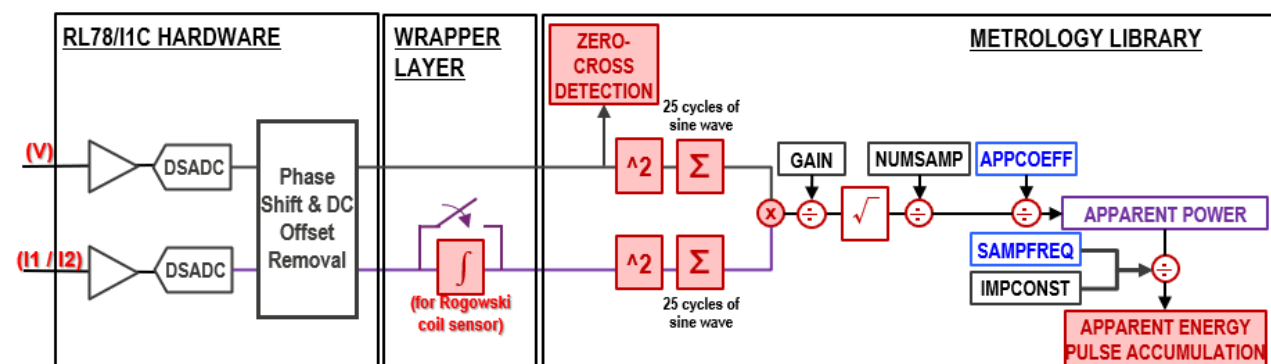 RL78/I1C HARDWARE
WRAPPER
LAYER
ZERO-
CROSS
DETECTION
METROLOGY LIBRARY
25 cycles of
sine wave
(V)
DSADC
Phase
Shift & DC
Offset
Removal
^2
Σ
GAIN
NUMSAMP
APPCOEFF
x
÷
√
÷
÷
APPARENT POWER
(I1 / I2)
DSADC
∫
(for Rogowski
coil sensor)
^2
Σ
25 cycles of
sine wave
SAMPFREQ
÷
IMPCONST
APPARENT ENERGY
PULSE ACCUMULATION